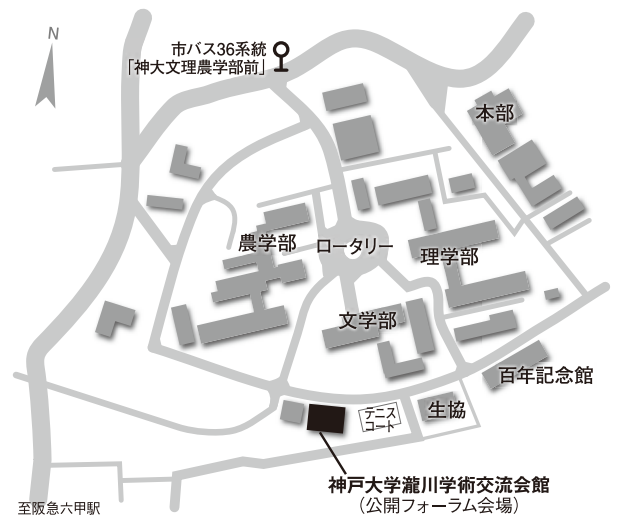 N
市バス36系統
「神大文理農学部前」
本部
農学部
ロータリー
理学部
文学部
百年記念館
テニス
コート
生協
神戸大学瀧川学術交流会館
（公開フォーラム会場）
至阪急六甲駅